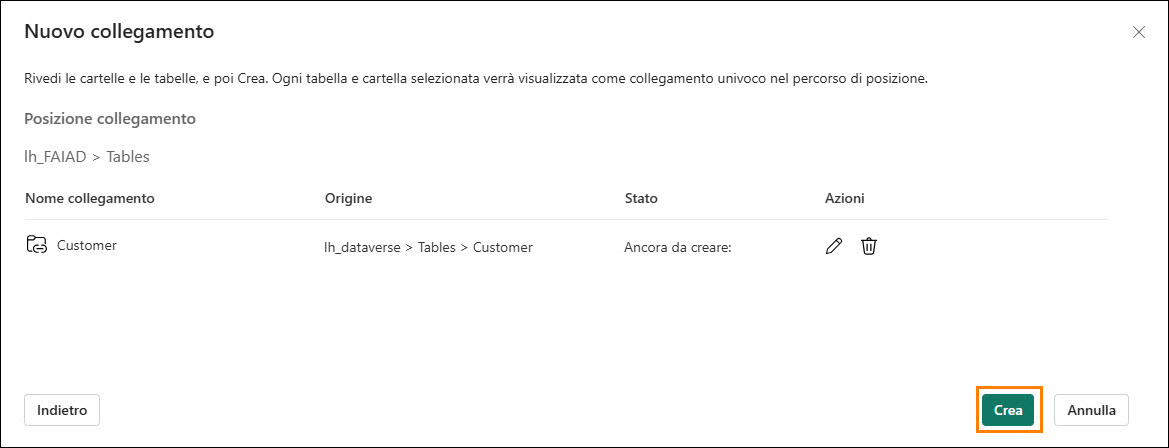 Nuovo collegamento
Rivedi le cartelle e le tabelle, e poi Crea. Ogni tabella e cartella selezionata verrà visualizzata come collegamento univoco nel percorso di posizione.
Posizione collegamento
lh_FAIAD > Tables
Nome collegamento Origine Stato Azioni
Customer lh_dataverse > Tables > Customer Ancora da creare:
Indietro Crea Annulla